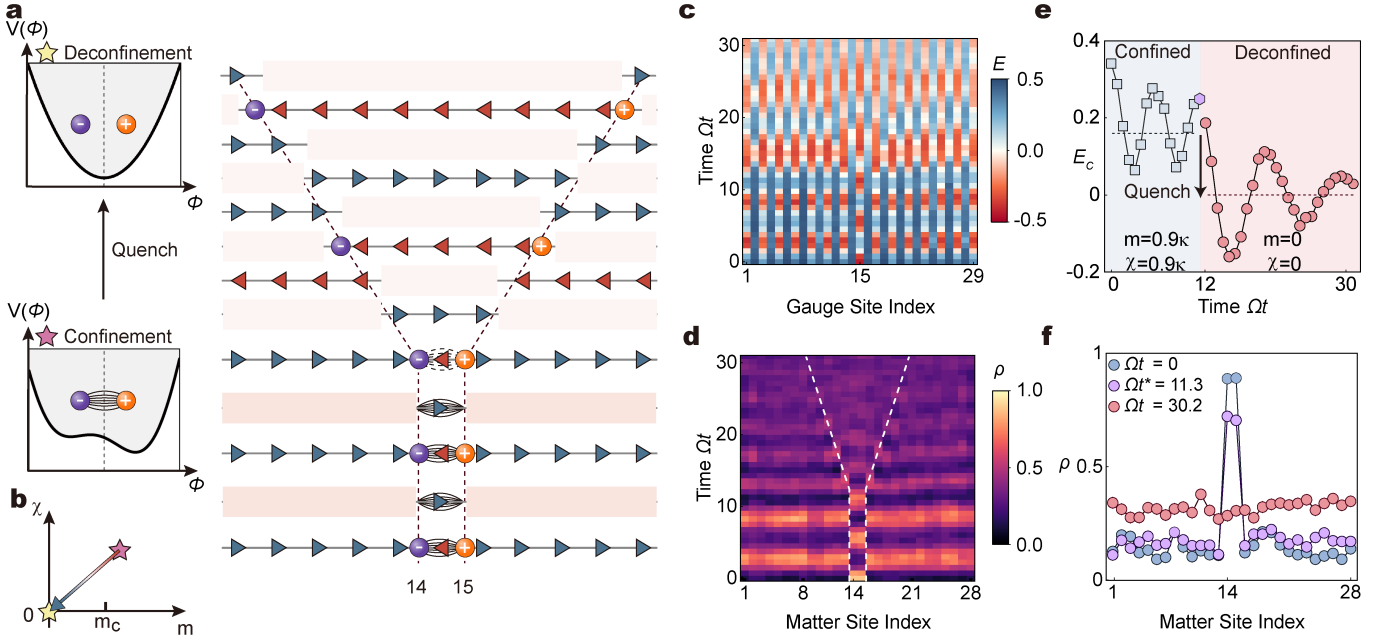 a
V(Φ)
Deconfinement
-
+
Φ
Quench
V(Φ)
Confinement
-
+
Φ
b
χ
0
m_c
m
-
+
-
+
-
+
-
+
-
+
14
15
c
30
20
10
0
Time Ωt
1
15
29
Gauge Site Index
E
0.5
0.0
-0.5
d
30
20
10
0
Time Ωt
1
8
14
21
28
Matter Site Index
ρ
1.0
0.5
0.0
e
0.4
0.2
0
-0.2
E_c
Confined
Deconfined
Quench
m=0.9κ
χ=0.9κ
m=0
χ=0
0
12
30
Time Ωt
f
1
0.5
0
ρ
Ωt = 0
Ωt* = 11.3
Ωt = 30.2
1
14
28
Matter Site Index